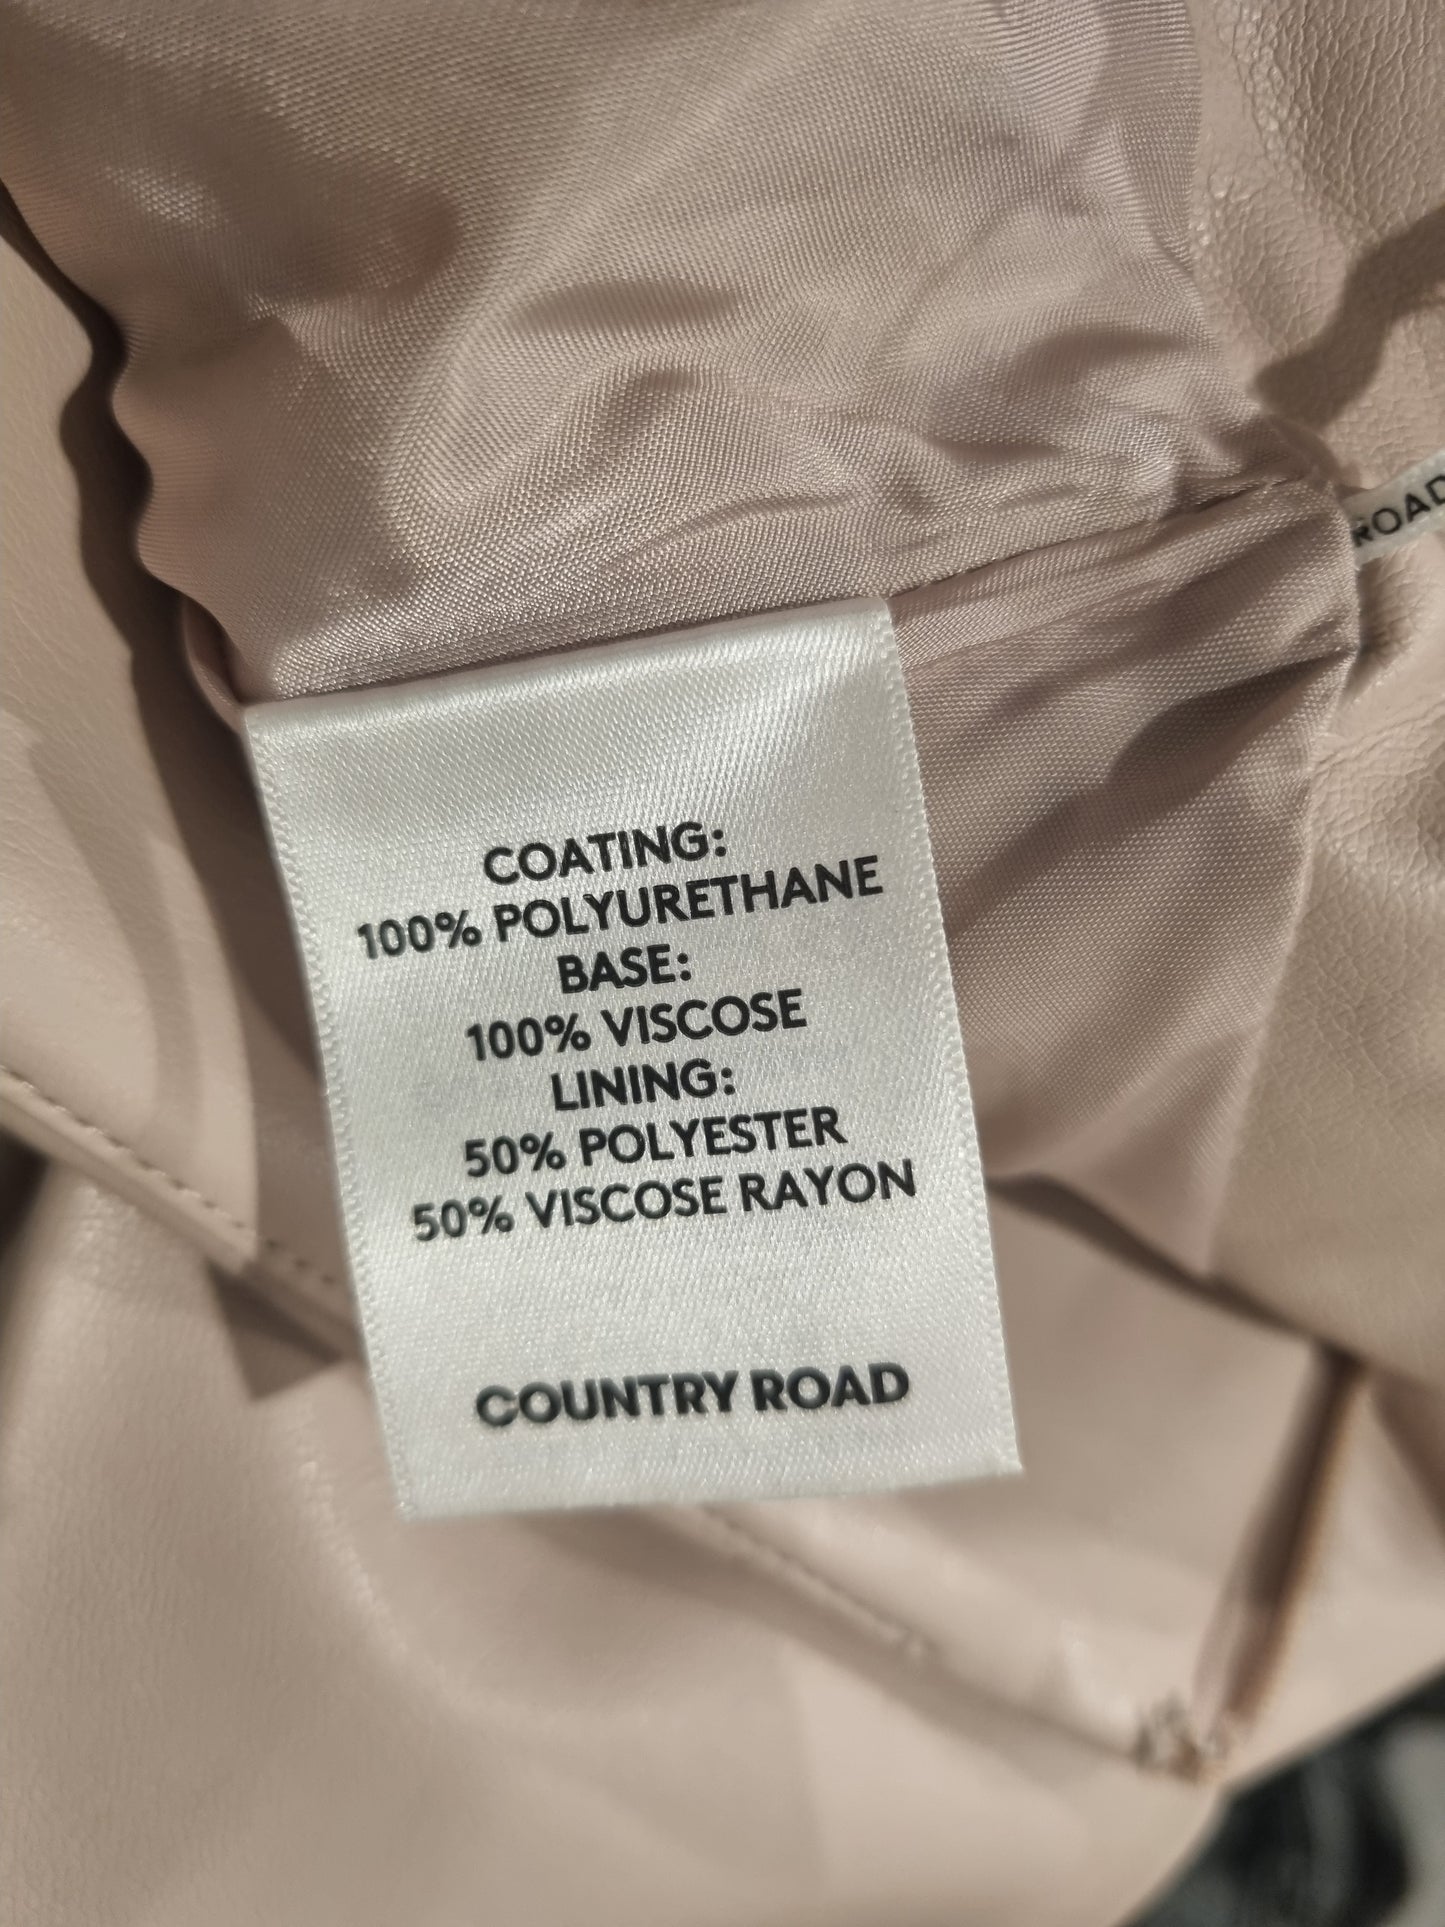 COATING:
100% POLYURETHANE
BASE:
100% VISCOSE
LINING:
50% POLYESTER
50% VISCOSE RAYON
COUNTRY ROAD
ROAD